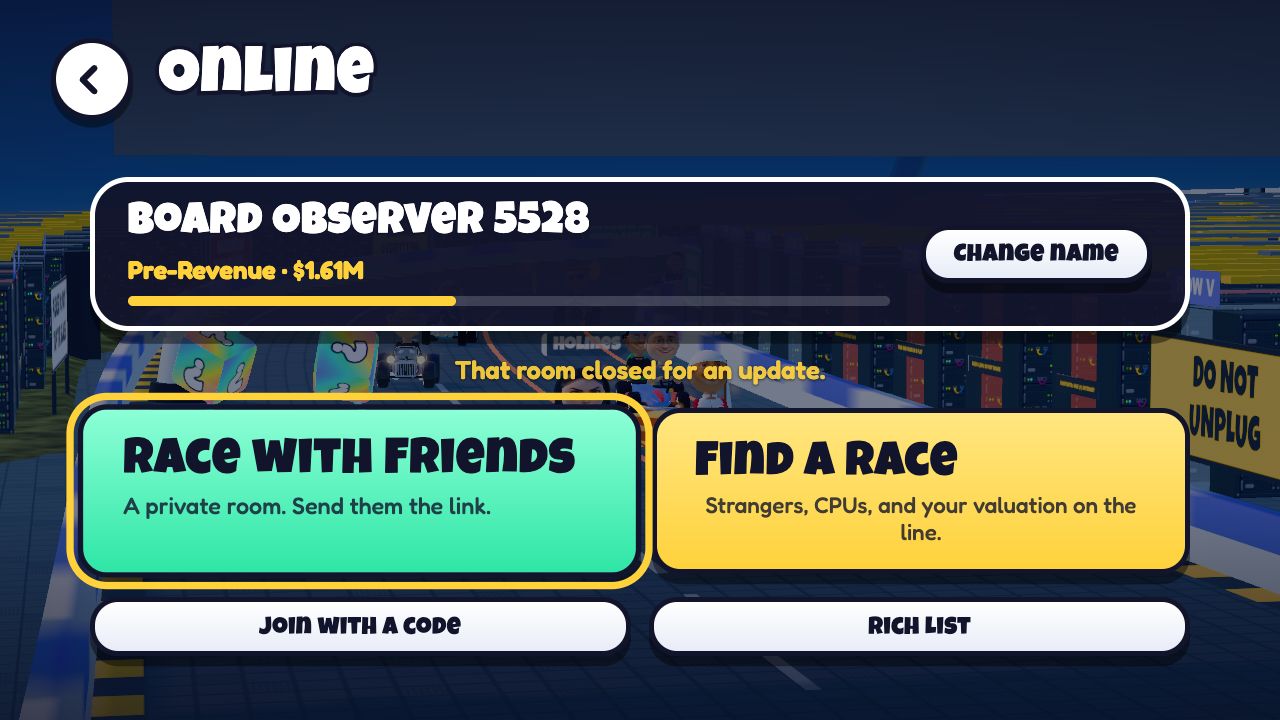 Online
Board Observer 5528
Pre-Revenue · $1.61M
Change name
HOLMES
That room closed for an update.
DO NOT
UNPLUG
Race with friends
A private room. Send them the link.
Find a race
Strangers, CPUs, and your valuation on the
line.
Join with a code
Rich list